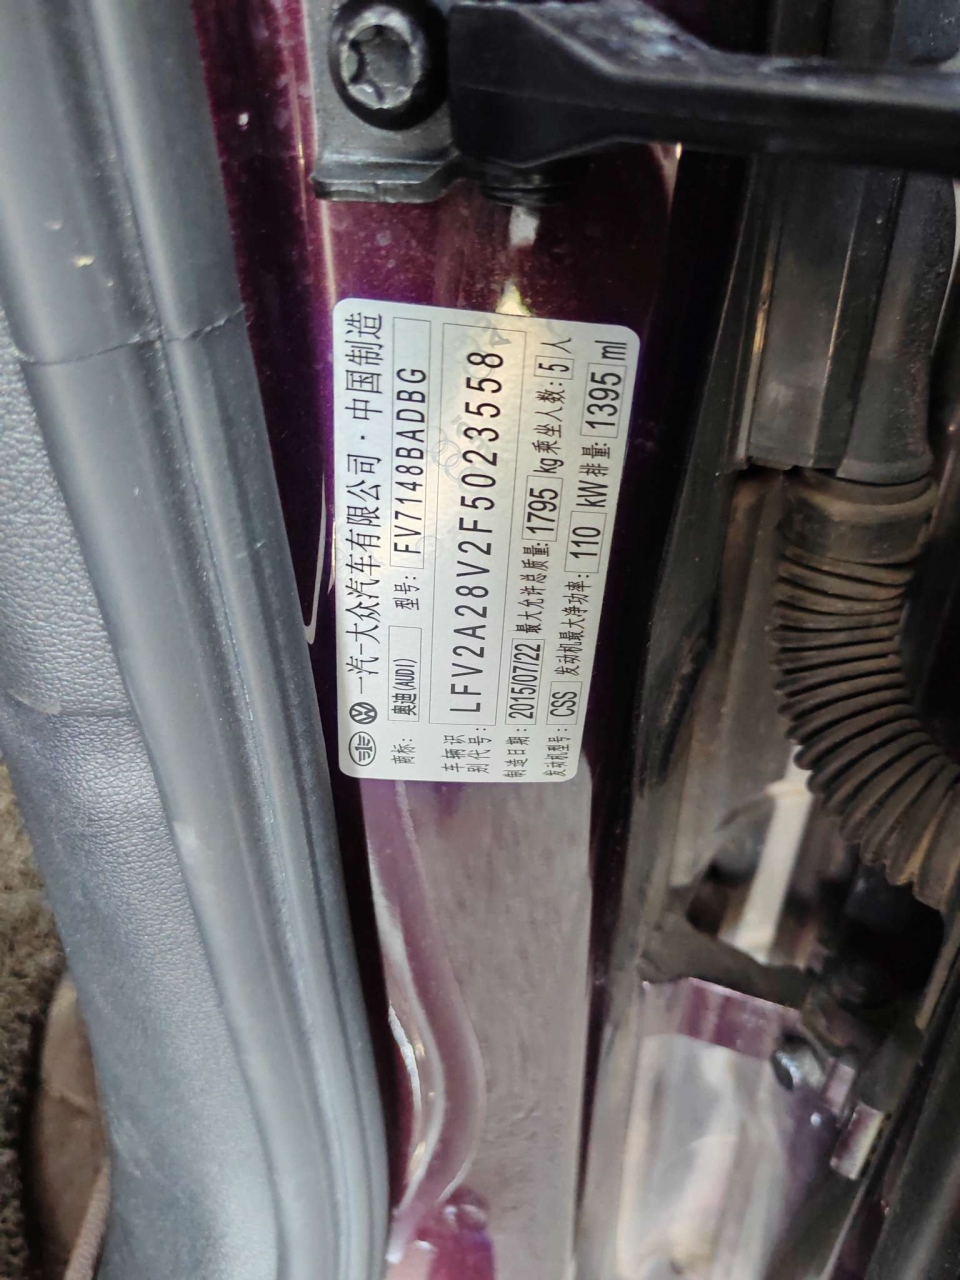 一汽-大众汽车有限公司·中国制造
商标: 奥迪(AUDI) 型号: FV7148BADBG
车辆识别代号: LFV2A28V2F5023558
制造日期: 2015/07/22 最大允许总质量: 1795 kg 乘坐人数: 5 人
发动机型号: CSS 发动机最大净功率: 110 kW 排量: 1395 ml